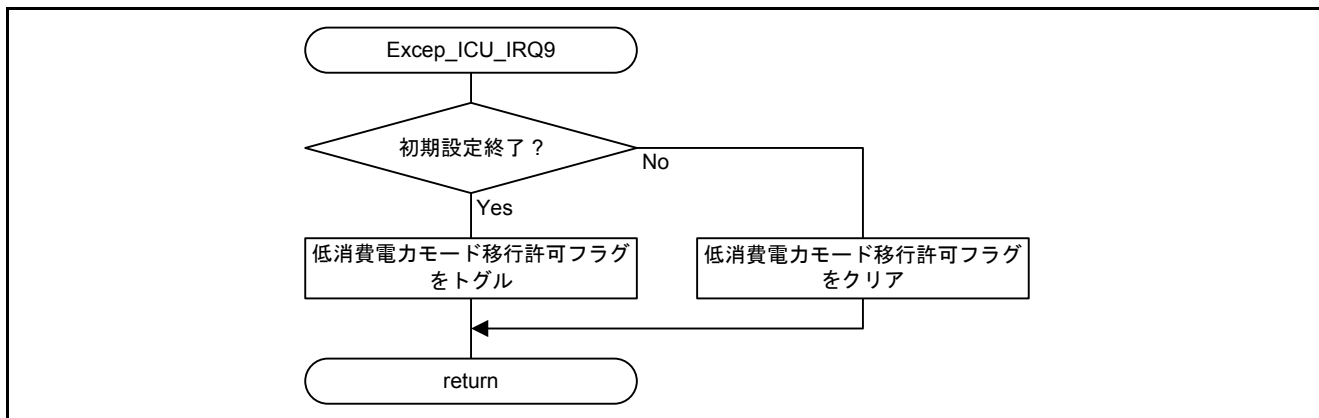 Excep_ICU_IRQ9
初期設定終了？
No
Yes
低消費電力モード移行許可フラグ
をトグル
低消費電力モード移行許可フラグ
をクリア
return